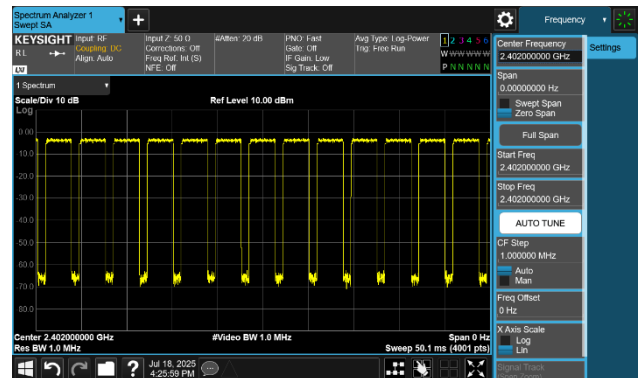 Spectrum Analyzer 1
Swept SA
Frequency
KEYSIGHT
RL
Input: RF
Coupling: DC
Align: Auto
Input Z: 50 Ω
Corrections: Off
Freq Ref: Int (S)
NFE: Off
#Atten: 20 dB
PNO: Fast
Gate: Off
IF Gain: Low
Sig Track: Off
Avg Type: Log-Power
Trig: Free Run
1 2 3 4 5 6
W W W W W W
P N N N N N
LXI
1 Spectrum
Scale/Div 10 dB
Ref Level 10.00 dBm
Log
0.00
-10.0
-20.0
-30.0
-40.0
-50.0
-60.0
-70.0
-80.0
Center 2.402000000 GHz
#Video BW 1.0 MHz
Span 0 Hz
Res BW 1.0 MHz
Sweep 50.1 ms (4001 pts)
?
Jul 18, 2025
4:25:59 PM
Center Frequency
2.402000000 GHz
Settings
Span
0.00000000 Hz
Swept Span
Zero Span
Full Span
Start Freq
2.402000000 GHz
Stop Freq
2.402000000 GHz
AUTO TUNE
CF Step
1.000000 MHz
Auto
Man
Freq Offset
0 Hz
X Axis Scale
Log
Lin
Signal Track
(Span Zoom)